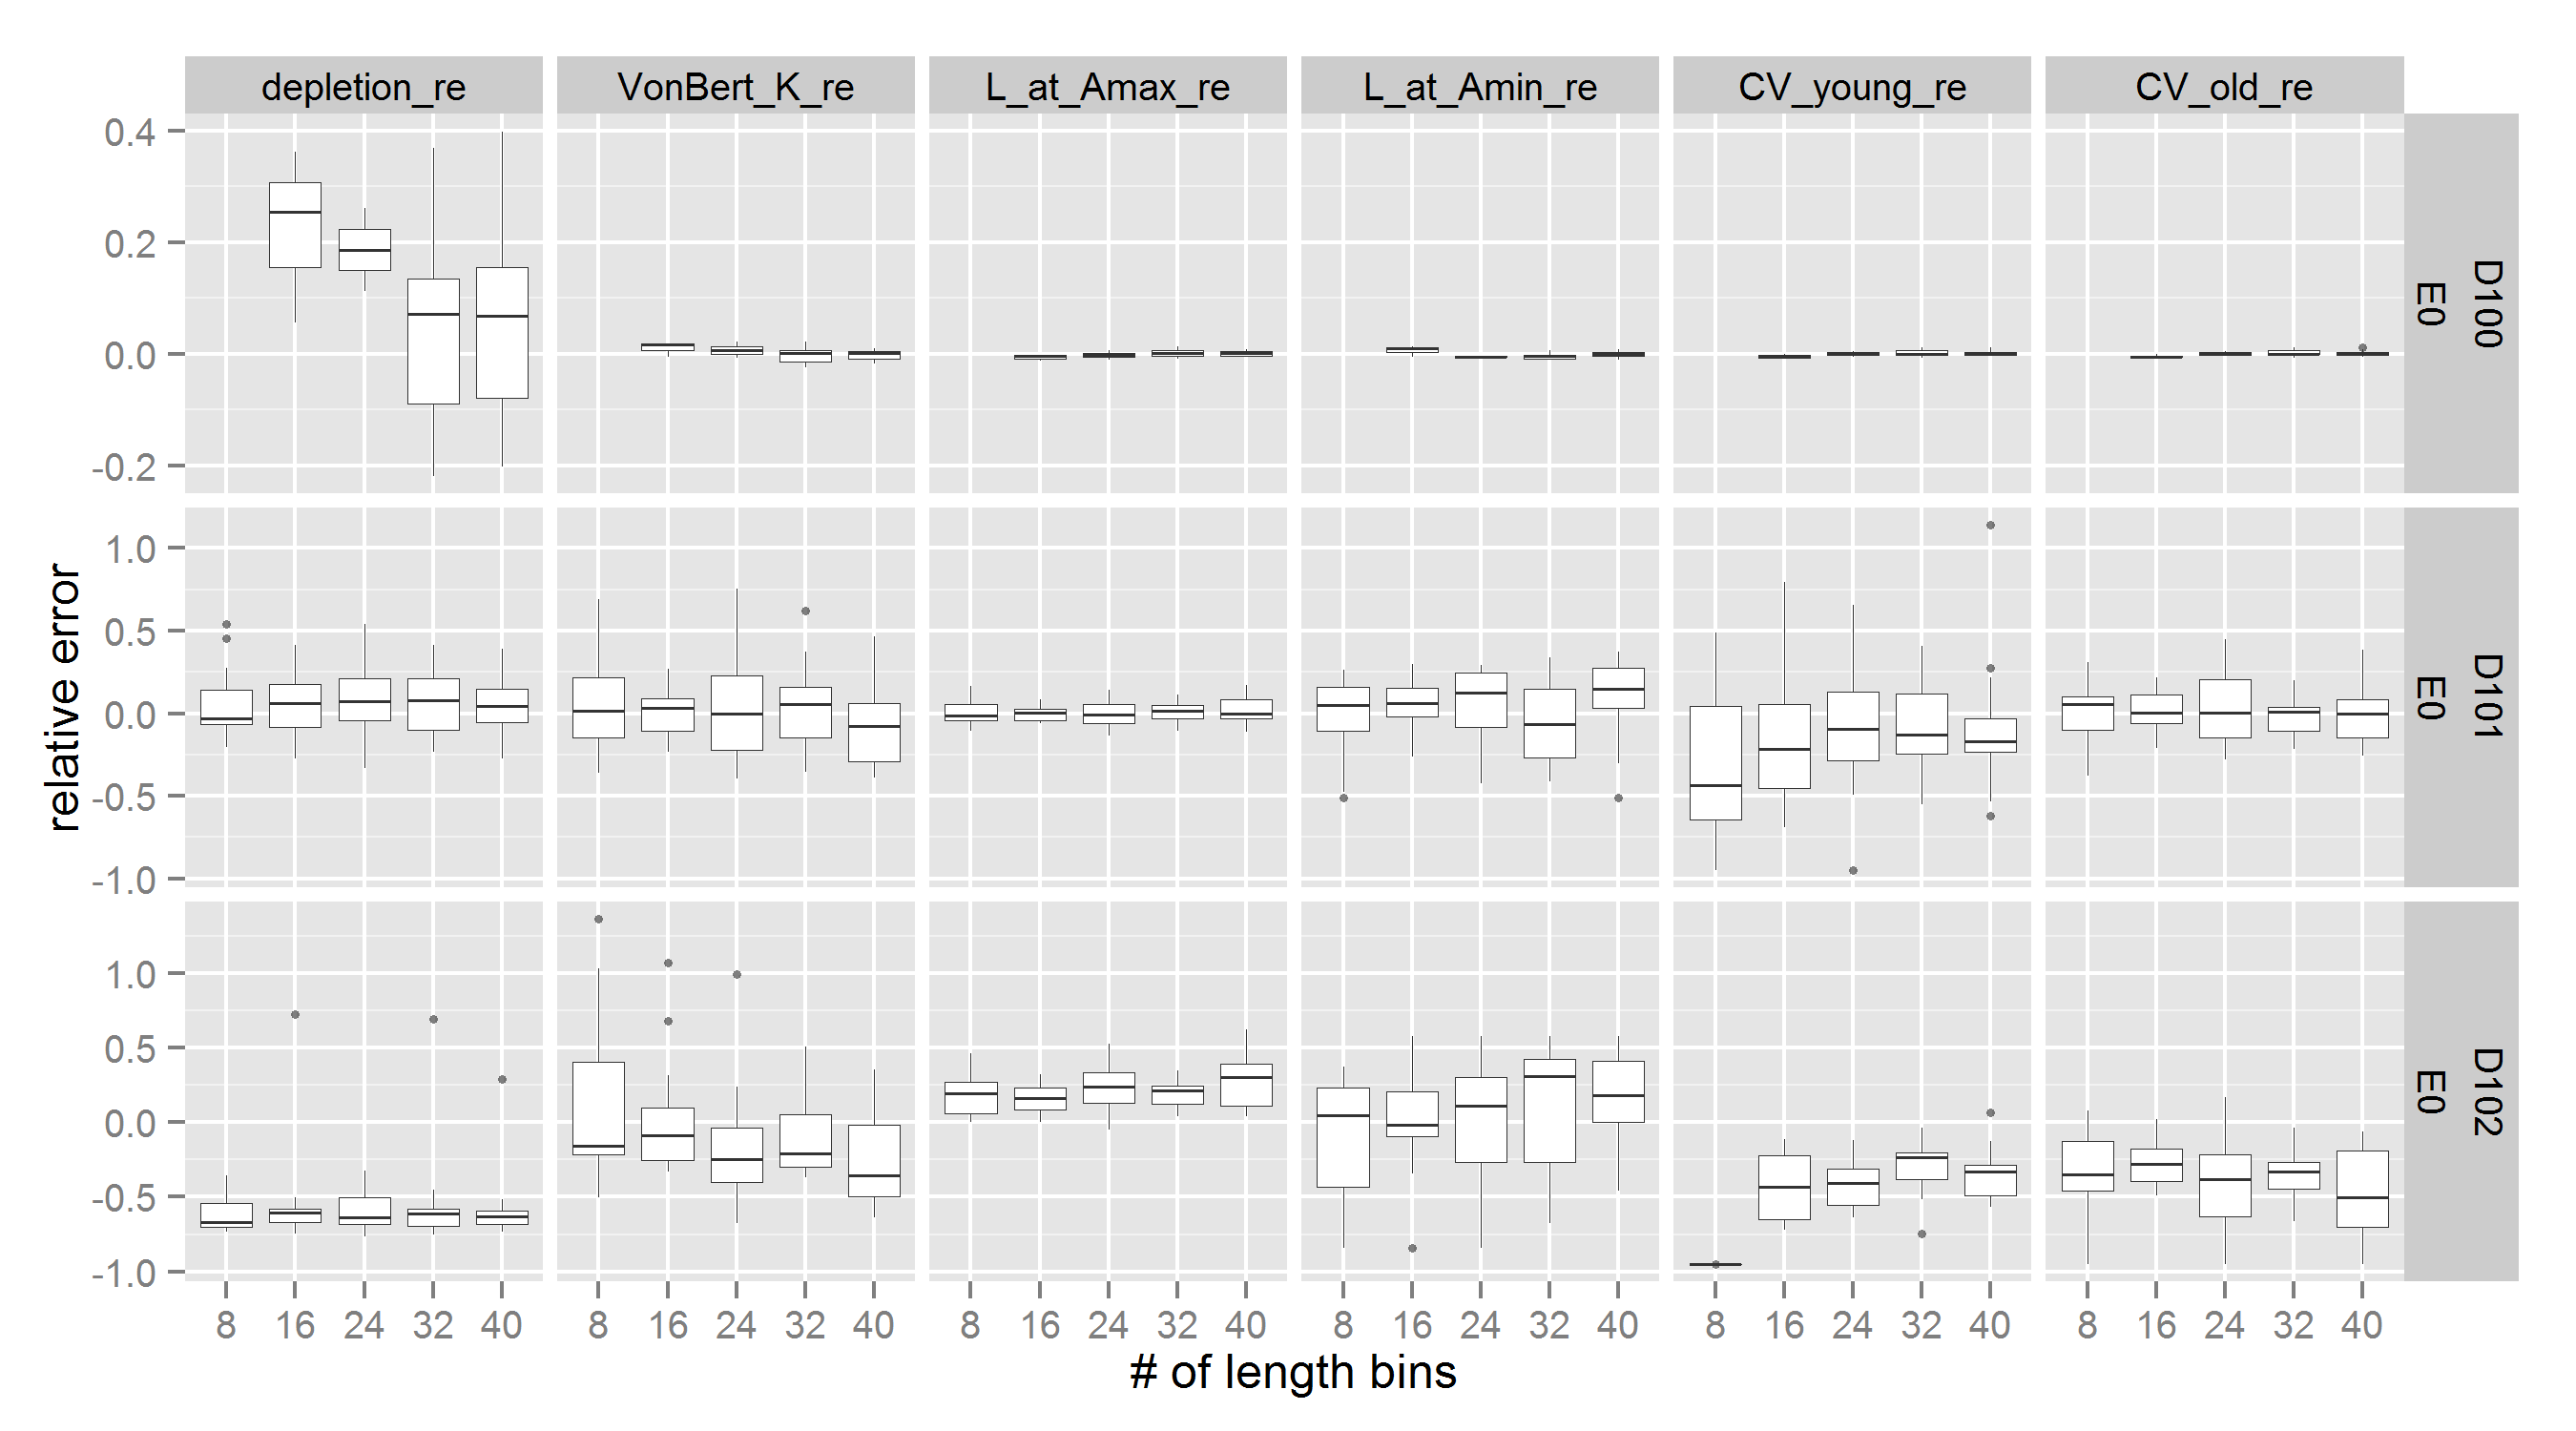 depletion_re VonBert_K_re L_at_Amax_re L_at_Amin_re CV_young_re CV_old_re
0.4
0.2
0.0
-0.2
D100
E0
1.0
0.5
0.0
-0.5
-1.0
D101
E0
1.0
0.5
0.0
-0.5
-1.0
D102
E0
relative error
8 16 24 32 40 8 16 24 32 40 8 16 24 32 40 8 16 24 32 40 8 16 24 32 40 8 16 24 32 40
# of length bins